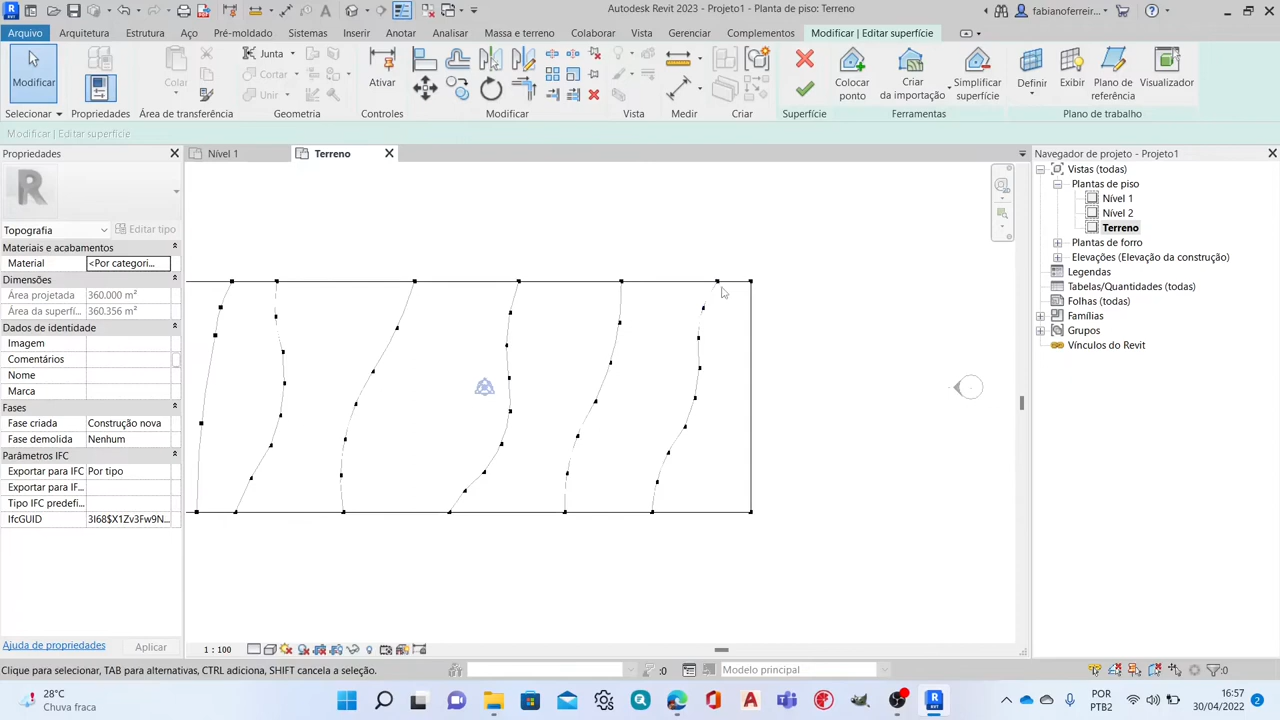 Autodesk Revit 2023 - Projeto1 - Planta de piso: Terreno
fabianoferreir...
Arquivo Arquitetura Estrutura Aço Pré-moldado Sistemas Inserir Anotar Analisar Massa e terreno Colaborar Vista Gerenciar Complementos Modificar | Editar superfície
Modificar
Colar
Junta
Cortar
Unir
Ativar
Colocar ponto
Criar da importação
Simplificar superfície
Definir
Exibir
Plano de referência
Visualizador
Selecionar Propriedades Área de transferência Geometria Controles Modificar Vista Medir Criar Superfície Ferramentas Plano de trabalho
Modificar | Editar superfície
Propriedades
Nível 1
Terreno
Navegador de projeto - Projeto1
R
Topografia
Editar tipo
Materiais e acabamentos
Material <Por categori...
Dimensões
Área projetada 360.000 m²
Área da superfí... 360.356 m²
Dados de identidade
Imagem
Comentários
Nome
Marca
Fases
Fase criada Construção nova
Fase demolida Nenhum
Parâmetros IFC
Exportar para IFC Por tipo
Exportar para IF...
Tipo IFC predefi...
IfcGUID 3I68$X1Zv3Fw9N...
Vistas (todas)
Plantas de piso
Nível 1
Nível 2
Terreno
Plantas de forro
Elevações (Elevação da construção)
Legendas
Tabelas/Quantidades (todas)
Folhas (todas)
Famílias
Grupos
Vínculos do Revit
Ajuda de propriedades
Aplicar
1 : 100
Clique para selecionar, TAB para alternativas, CTRL adiciona, SHIFT cancela a seleção.
:0
Modelo principal
:0
28°C
Chuva fraca
POR
PTB2
16:57
30/04/2022
2